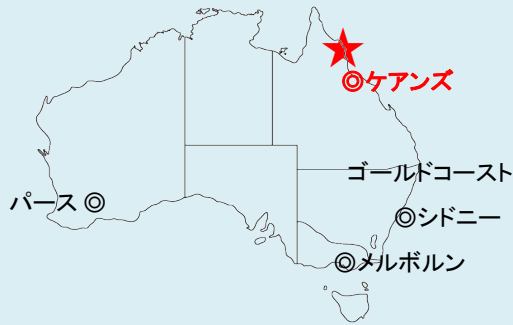 ケアンズ
ゴールドコースト
パース
シドニー
メルボルン